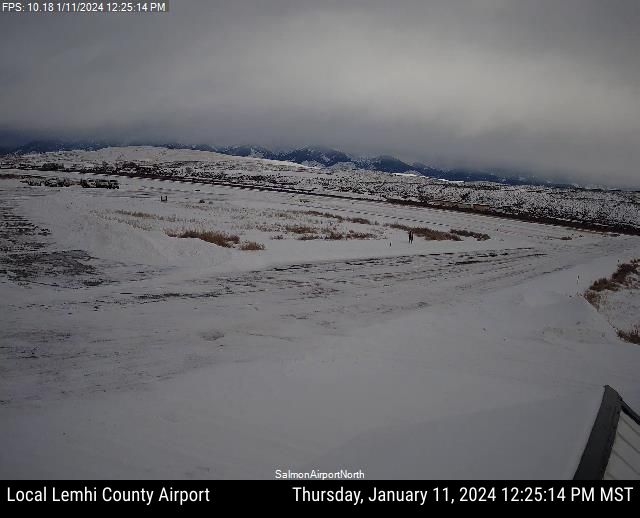 FPS: 10.18 1/11/2024 12:25:14 PM
SalmonAirportNorth
Local Lemhi County Airport Thursday, January 11, 2024 12:25:14 PM MST